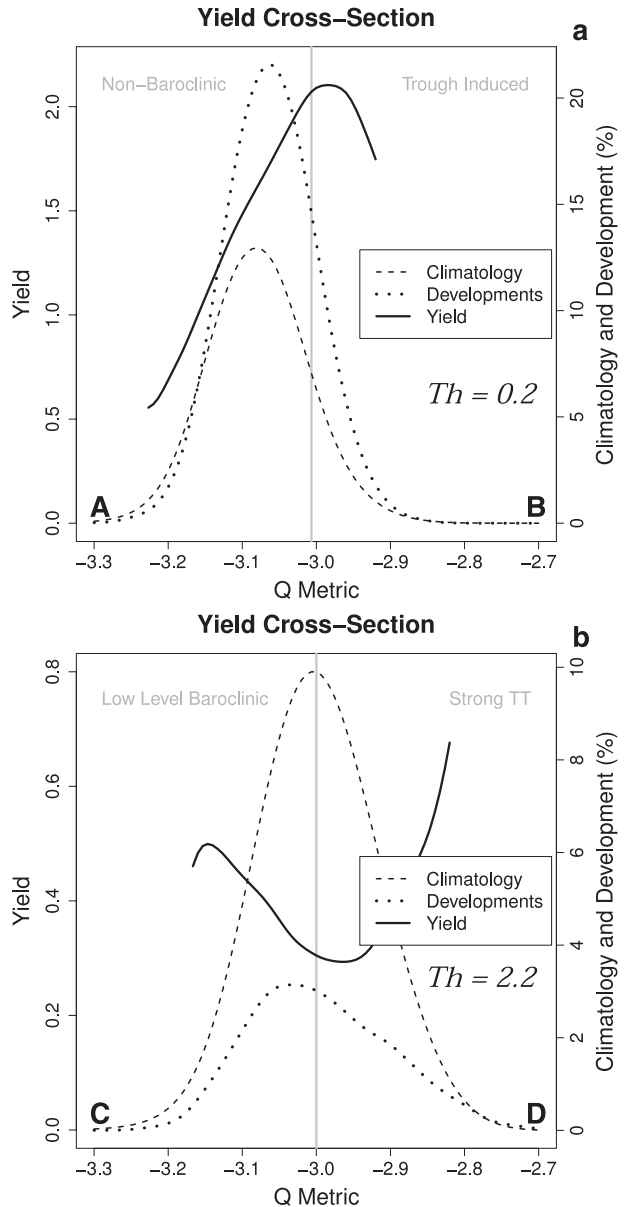 Yield Cross−Section
a
Non−Baroclinic
Trough Induced
Yield
0.0
0.5
1.0
1.5
2.0
Climatology
Developments
Yield
Th = 0.2
Climatology and Development (%)
0
5
10
15
20
A
B
−3.3 −3.2 −3.1 −3.0 −2.9 −2.8 −2.7
Q Metric
Yield Cross−Section
b
Low Level Baroclinic
Strong TT
Yield
0.0
0.2
0.4
0.6
0.8
Climatology
Developments
Yield
Th = 2.2
Climatology and Development (%)
0
2
4
6
8
10
C
D
−3.3 −3.2 −3.1 −3.0 −2.9 −2.8 −2.7
Q Metric